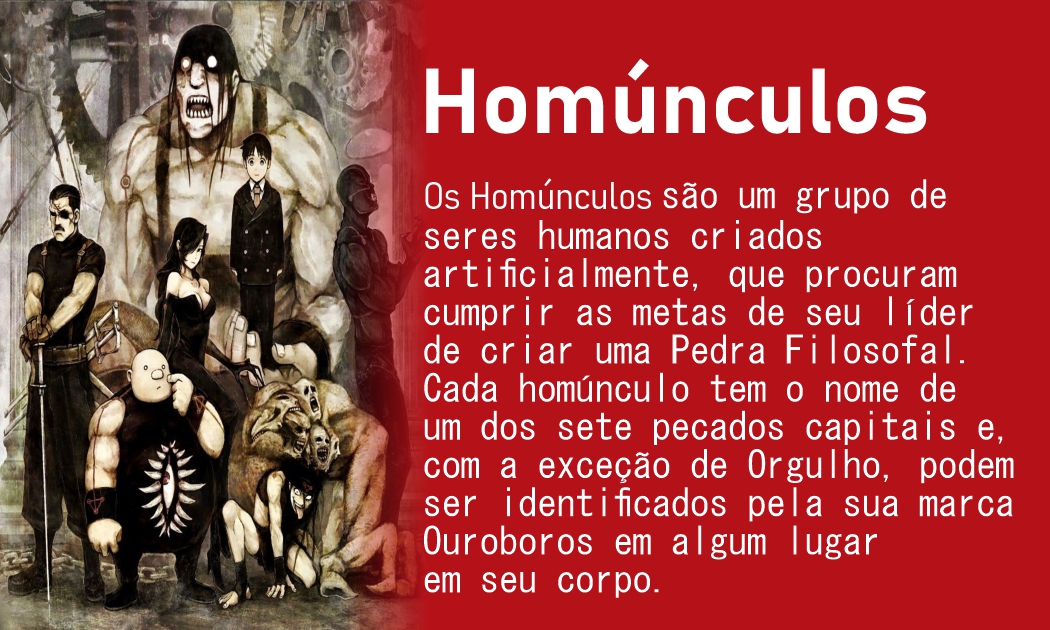 Homúnculos
Os Homúnculos são um grupo de
seres humanos criados
artificialmente, que procuram
cumprir as metas de seu líder
de criar uma Pedra Filosofal.
Cada homúnculo tem o nome de
um dos sete pecados capitais e,
com a exceção de Orgulho, podem
ser identificados pela sua marca
Ouroboros em algum lugar
em seu corpo.